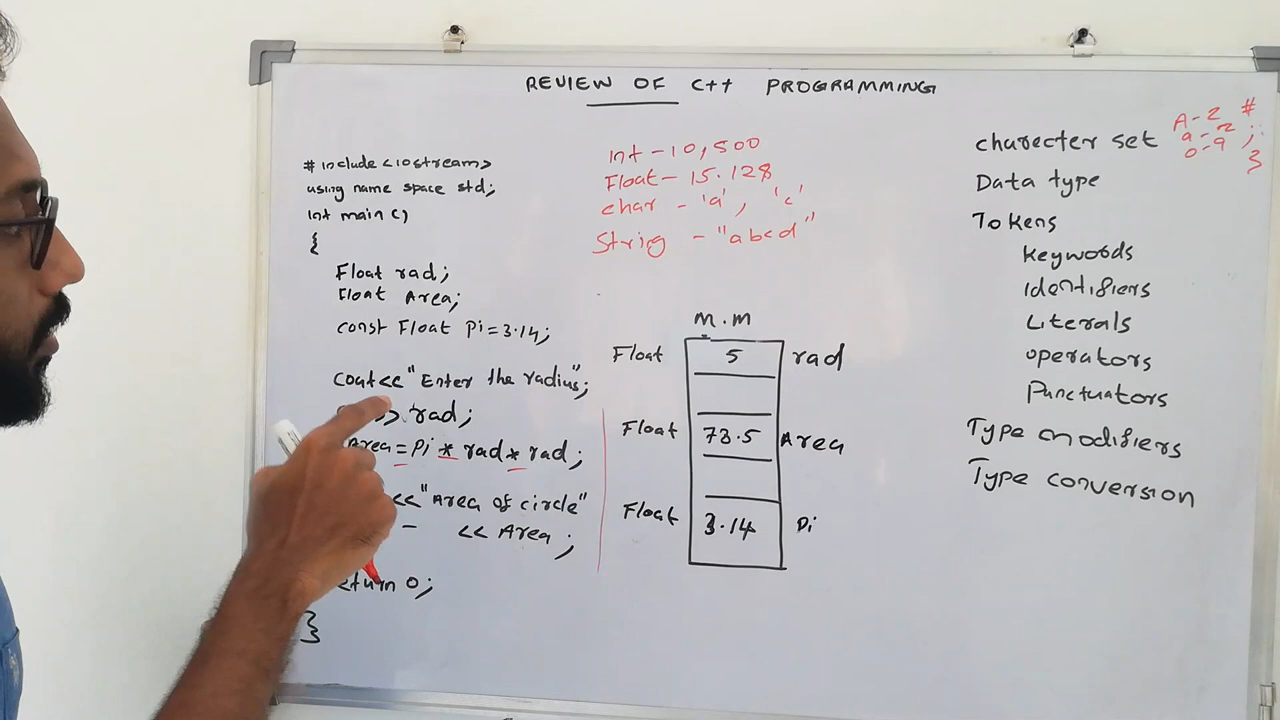 REVIEW OF C++ PROGRAMMING
# include <iostream>
using name space std;
int main ()
{
Float rad;
Float Area;
const Float Pi = 3.14;
cout << "Enter the radius";
rad;
Area = Pi * rad * rad;
<< "Area of circle"
<< Area ;
return 0;
}
Int - 10, 500
Float - 15.128
char - 'a', 'c'
String - "abcd"
M.M
Float 5 rad
Float 78.5 Area
Float 3.14 Pi
charecter set
A-Z #
a-z ;
0-9 }
Data type
Tokens
keywods
Identifiers
Literals
operators
Punctuators
Type modifiers
Type conversion